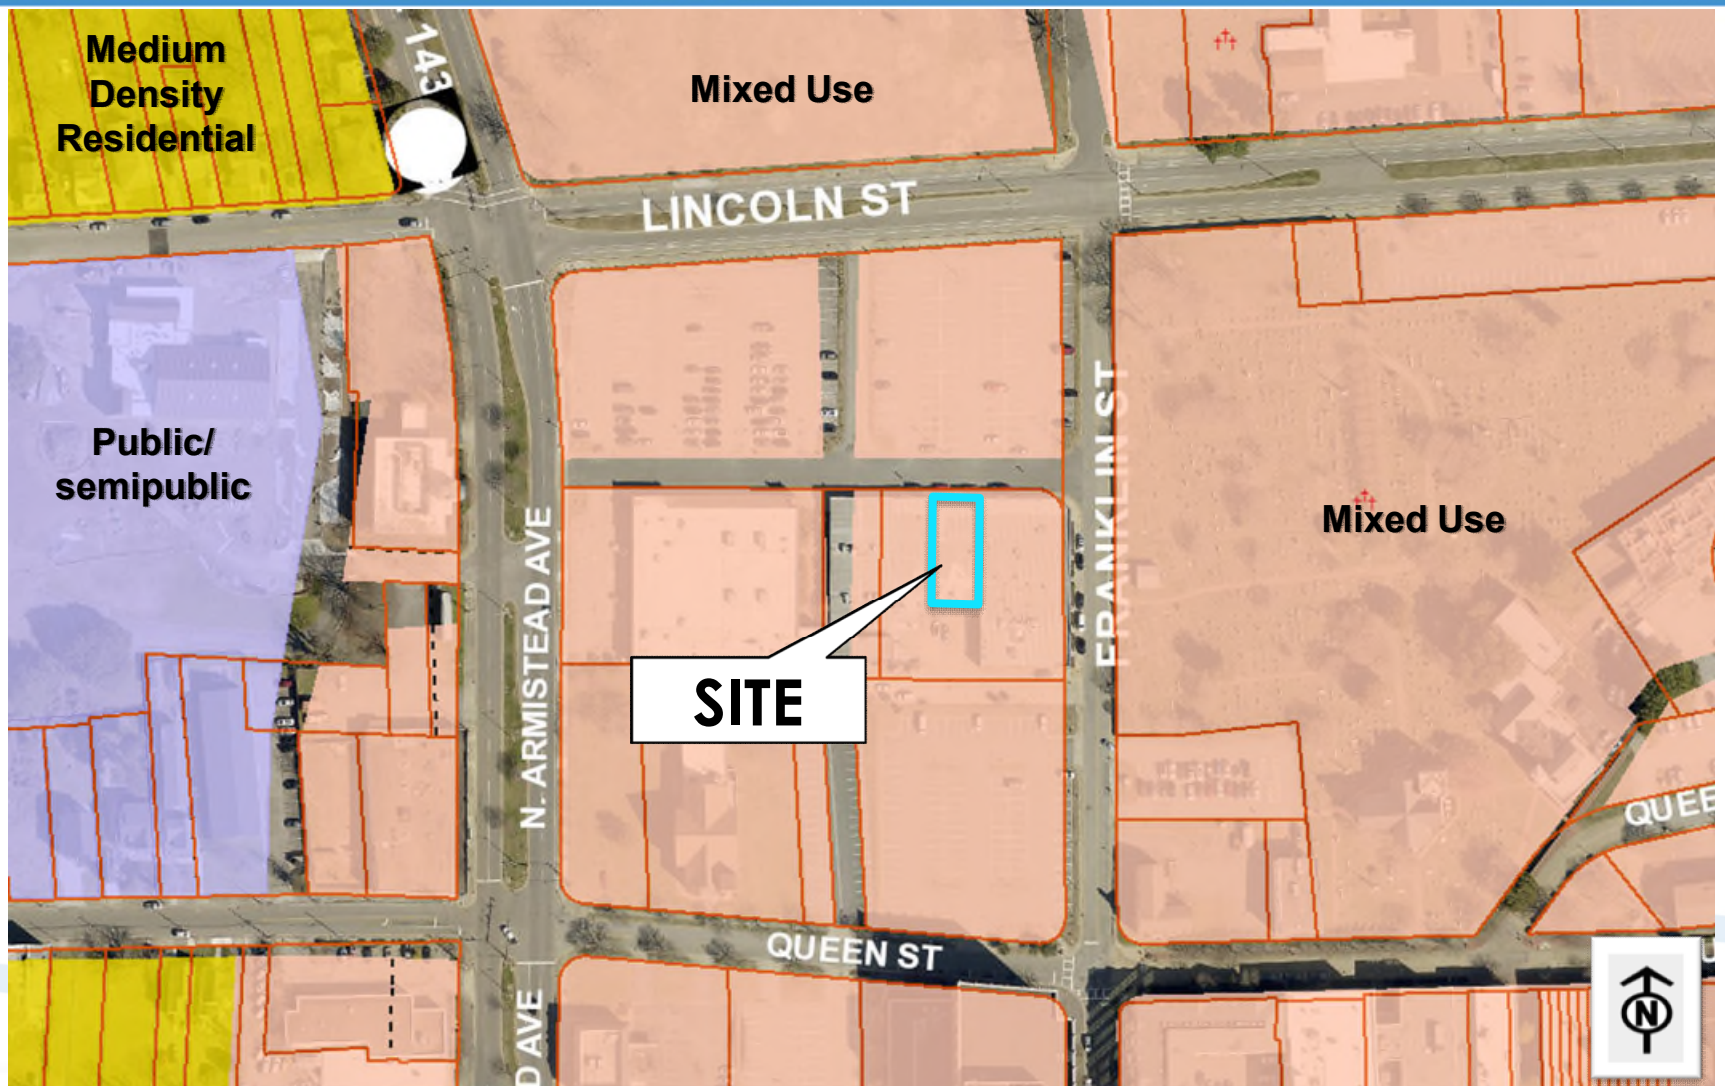 Medium
Density
Residential
143
Mixed Use
LINCOLN ST
Public/
semipublic
N. ARMISTEAD AVE
FRANKLIN ST
Mixed Use
SITE
QUEE
QUEEN ST
D AVE
N